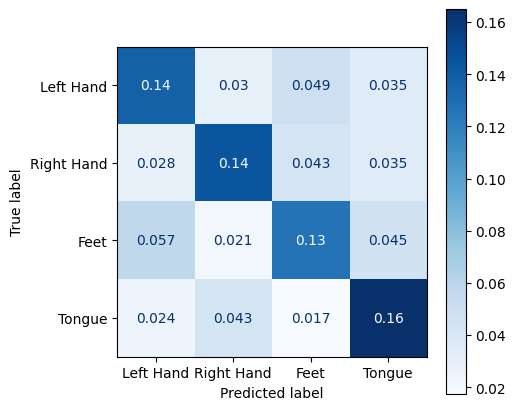 Left Hand 0.14 0.03 0.049 0.035
Right Hand 0.028 0.14 0.043 0.035
Feet 0.057 0.021 0.13 0.045
Tongue 0.024 0.043 0.017 0.16
Left Hand Right Hand Feet Tongue
Predicted label
True label
0.16
0.14
0.12
0.10
0.08
0.06
0.04
0.02